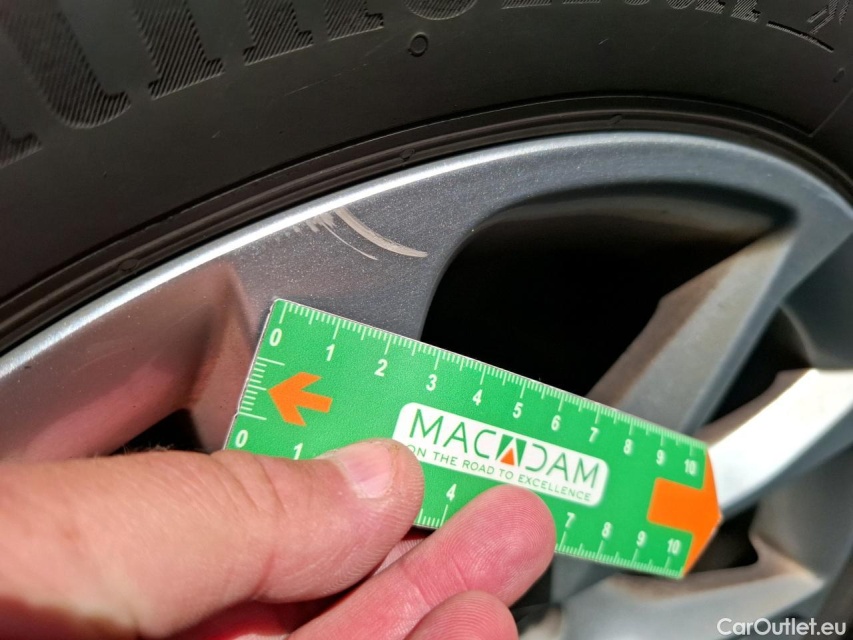 0 1 2 3 4 5 6 7 8 9 10
MACADAM
ON THE ROAD TO EXCELLENCE
0 1 4 7 8 9 10
CarOutlet.eu